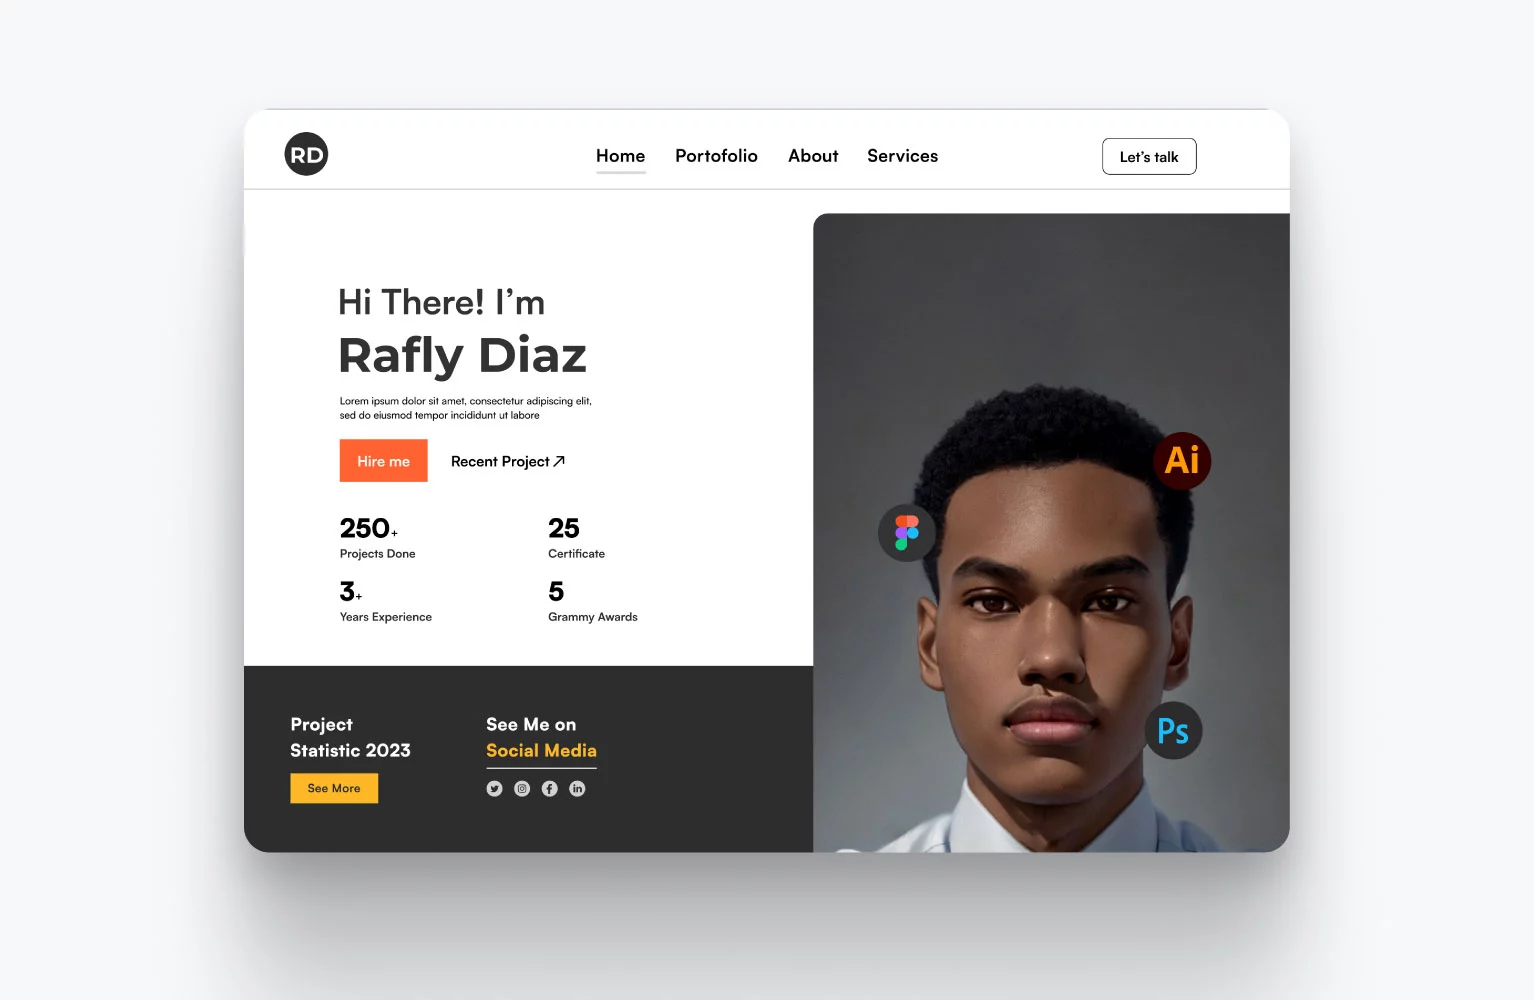 RD
Home Portofolio About Services
Let’s talk
Hi There! I’m
Rafly Diaz
Lorem ipsum dolor sit amet, consectetur adipiscing elit,
sed do eiusmod tempor incididunt ut labore
Hire me
Recent Project
250+
Projects Done
25
Certificate
3+
Years Experience
5
Grammy Awards
Project
Statistic 2023
See More
See Me on
Social Media
Ai
Ps